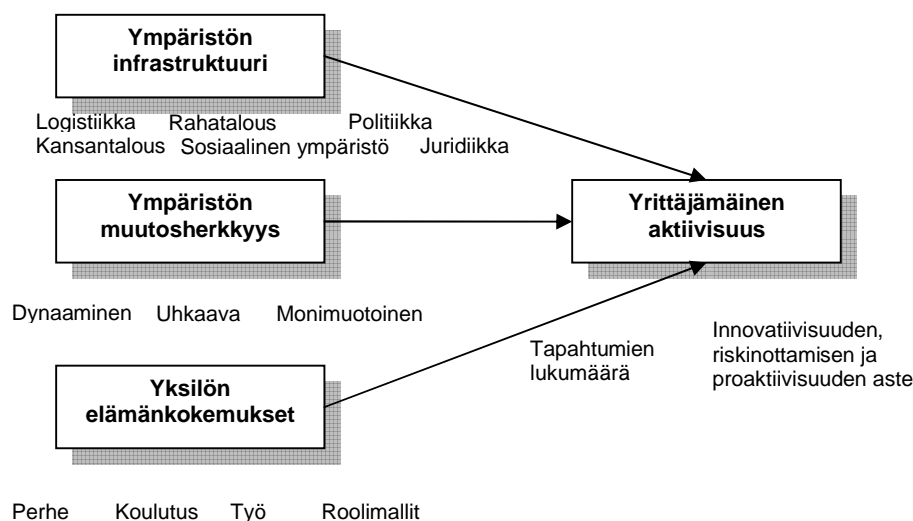 Ympäristön
infrastruktuuri
Logistiikka Rahatalous Politiikka
Kansantalous Sosiaalinen ympäristö Juridiikka
Ympäristön
muutosherkkyys
Yrittäjämäinen
aktiivisuus
Dynaaminen Uhkaava Monimuotoinen
Tapahtumien
lukumäärä
Innovatiivisuuden,
riskinottamisen ja
proaktiivisuuden aste
Yksilön
elämänkokemukset
Perhe Koulutus Työ Roolimallit